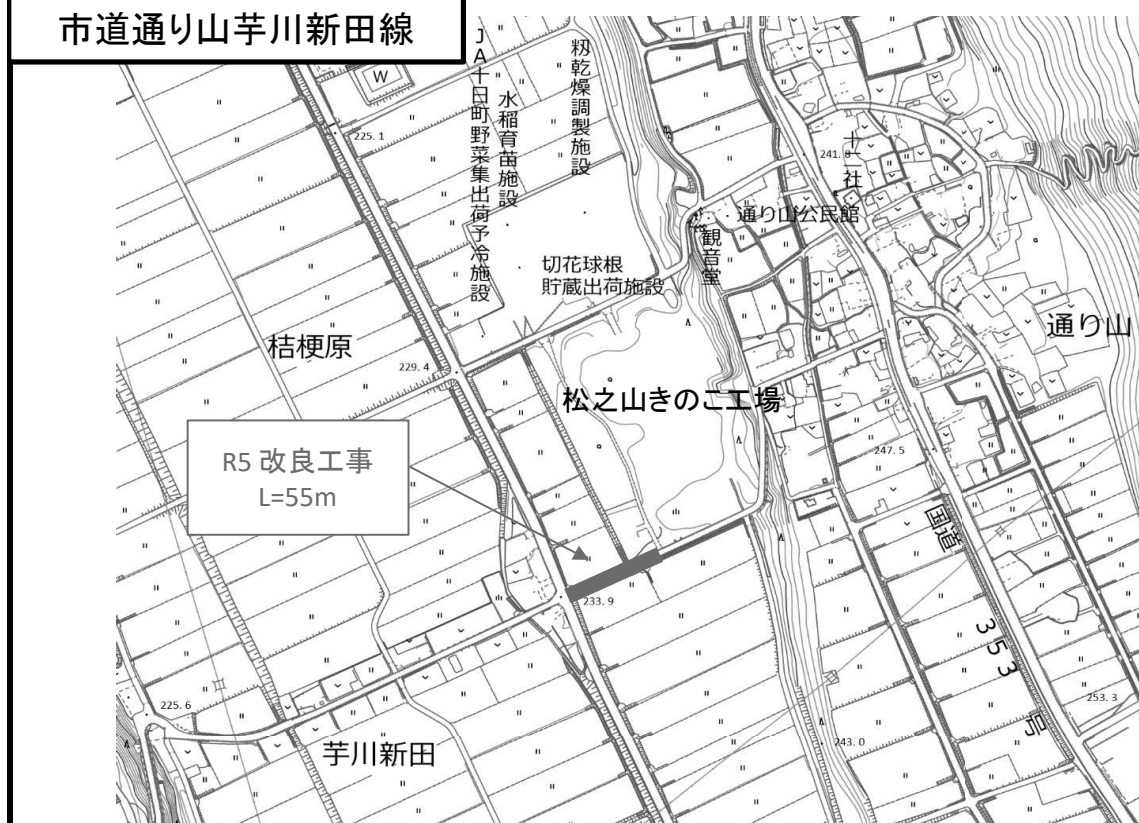 市道通り山芋川新田線
W
JA十日町野菜集出荷予冷施設
水稲育苗施設
籾乾燥調製施設
225.1
241.8
十二社
通り山公民館
観音堂
切花球根
貯蔵出荷施設
桔梗原
229.4
通り山
松之山きのこ工場
R5 改良工事
L=55m
247.5
国道353号
233.9
225.6
253.3
243.0
芋川新田